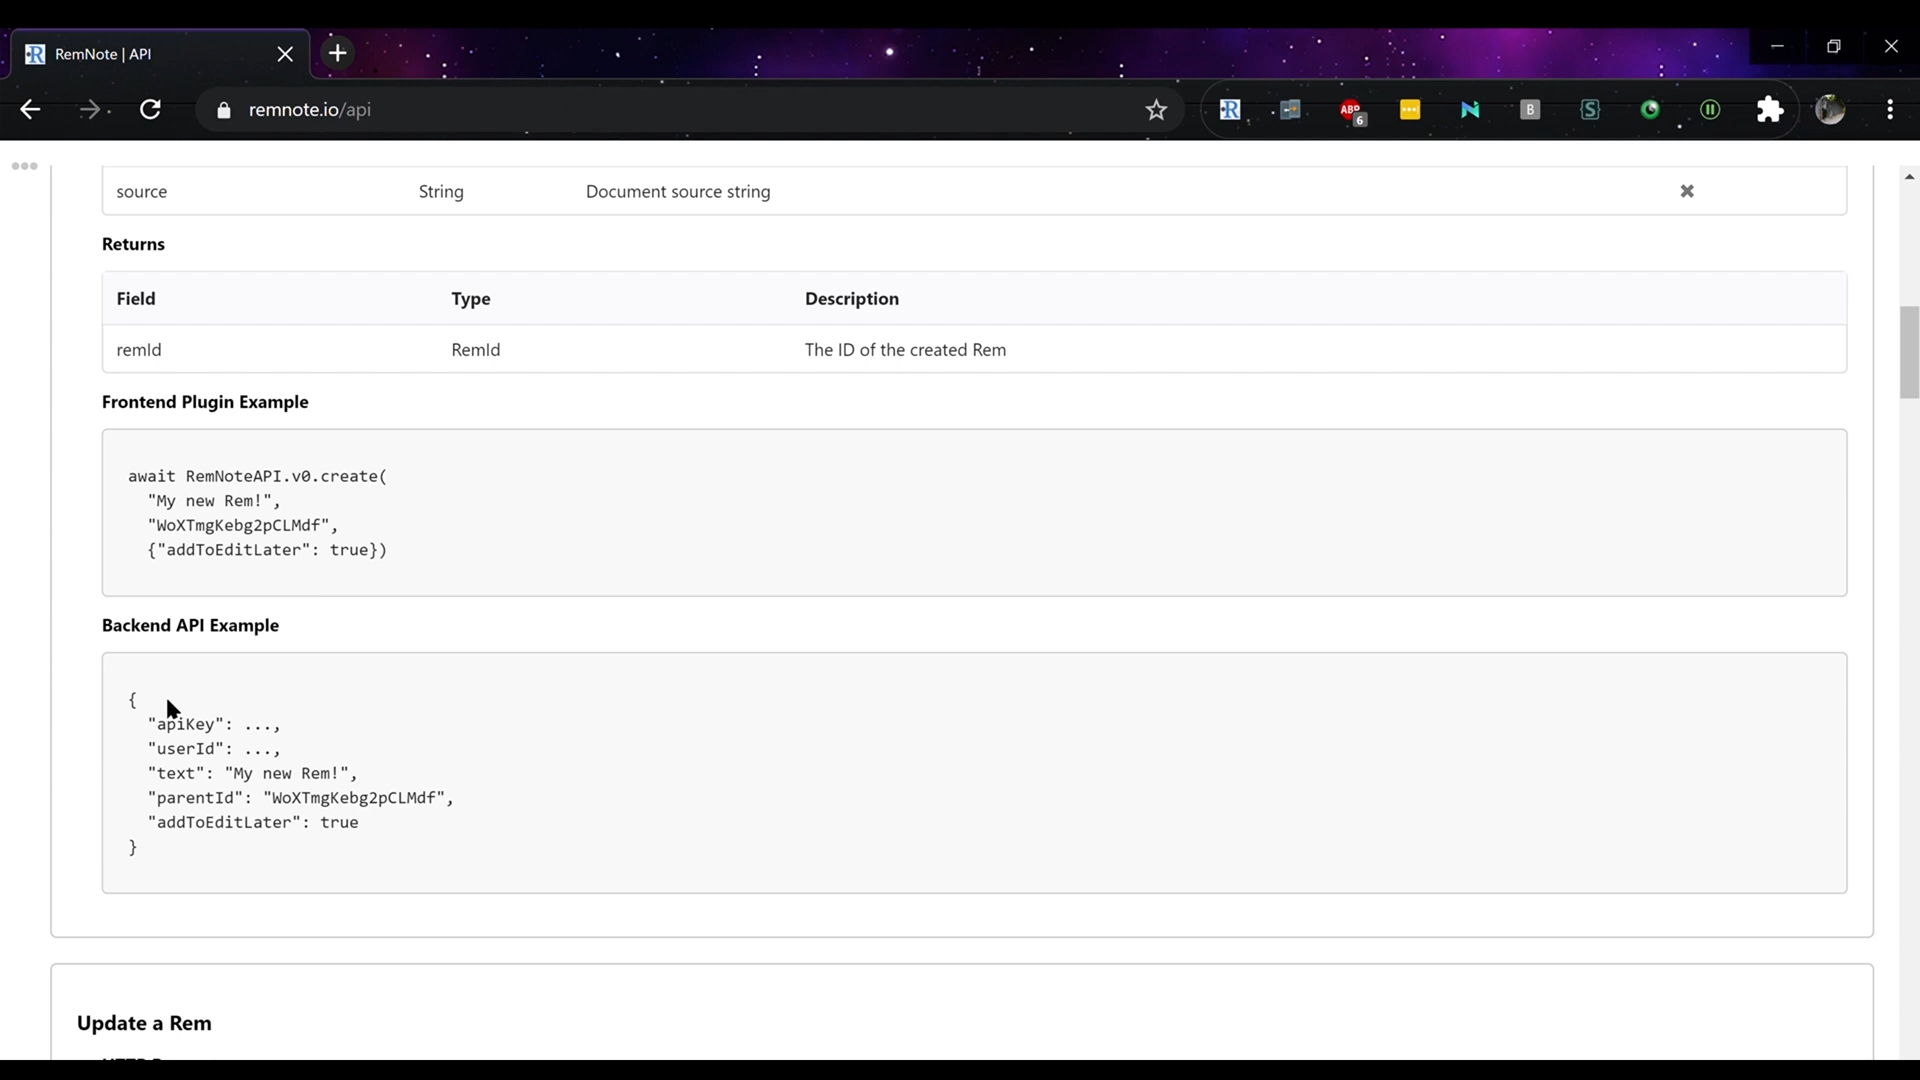 RemNote | API
remnote.io/api
ABP
6
B
S
source String Document source string
Returns
Field Type Description
remId RemId The ID of the created Rem
Frontend Plugin Example
await RemNoteAPI.v0.create(
"My new Rem!",
"WoXTmgKebg2pCLMdf",
{"addToEditLater": true})
Backend API Example
{
"apiKey": ...,
"userId": ...,
"text": "My new Rem!",
"parentId": "WoXTmgKebg2pCLMdf",
"addToEditLater": true
}
Update a Rem